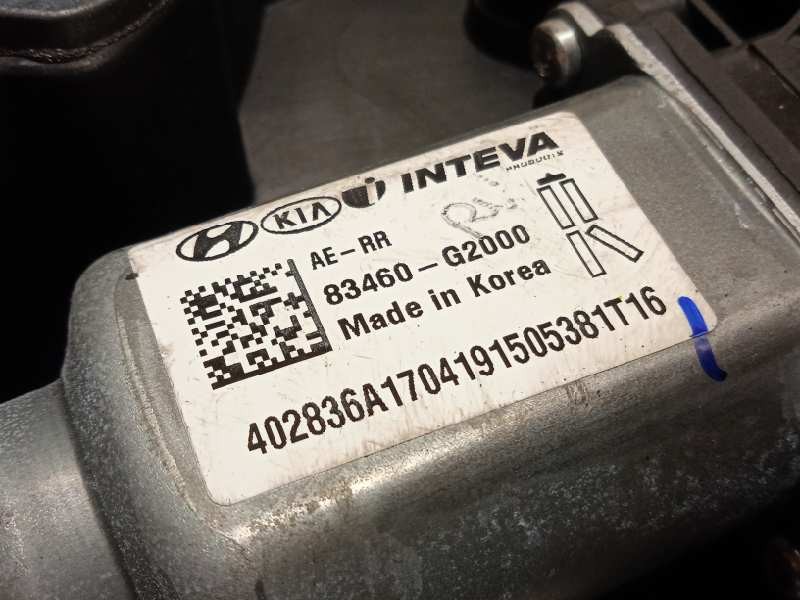 KIA INTEVA
PRODUCTS
AE-RR
83460-G2000
Made in Korea
402836A1704191505381T16